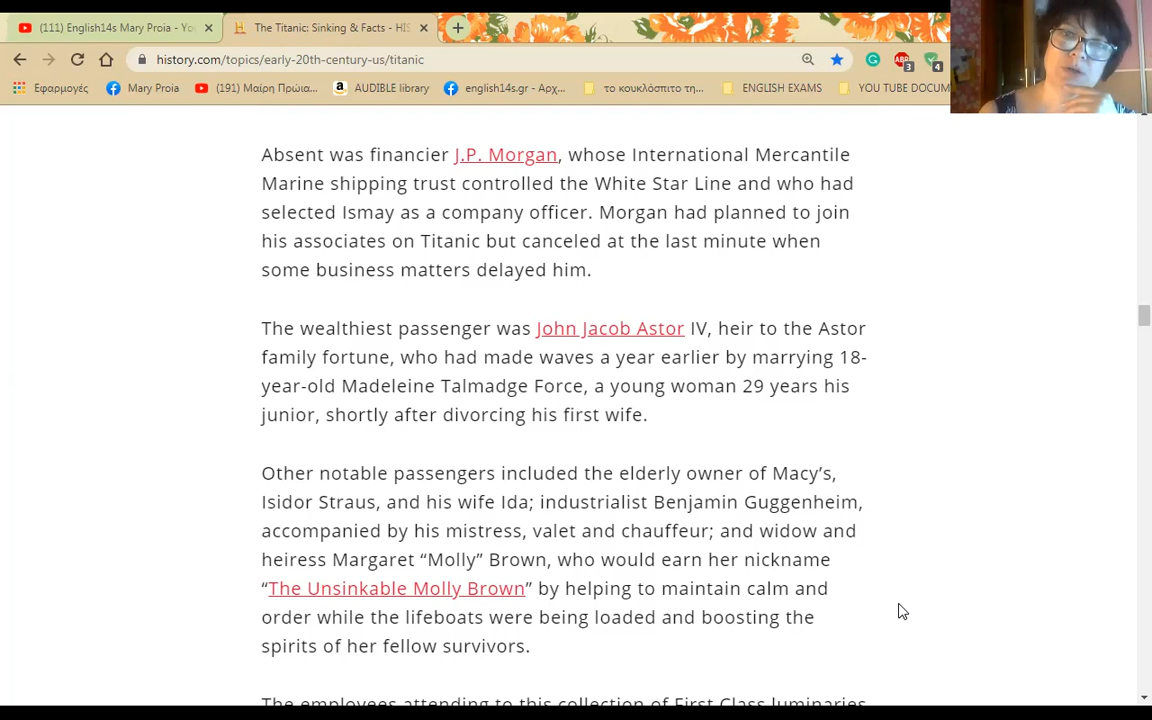 (111) English14s Mary Proia - Yo
The Titanic: Sinking & Facts - HIS
history.com/topics/early-20th-century-us/titanic
ABP
3
4
Εφαρμογές
Mary Proia
(191) Μαίρη Πρώια...
AUDIBLE library
english14s.gr - Αρχ...
το κουκλόσπιτο τη...
ENGLISH EXAMS
YOU TUBE DOCUM
Absent was financier J.P. Morgan, whose International Mercantile
Marine shipping trust controlled the White Star Line and who had
selected Ismay as a company officer. Morgan had planned to join
his associates on Titanic but canceled at the last minute when
some business matters delayed him.
The wealthiest passenger was John Jacob Astor IV, heir to the Astor
family fortune, who had made waves a year earlier by marrying 18-
year-old Madeleine Talmadge Force, a young woman 29 years his
junior, shortly after divorcing his first wife.
Other notable passengers included the elderly owner of Macy’s,
Isidor Straus, and his wife Ida; industrialist Benjamin Guggenheim,
accompanied by his mistress, valet and chauffeur; and widow and
heiress Margaret “Molly” Brown, who would earn her nickname
“The Unsinkable Molly Brown” by helping to maintain calm and
order while the lifeboats were being loaded and boosting the
spirits of her fellow survivors.
The employees attending to this collection of First Class luminaries